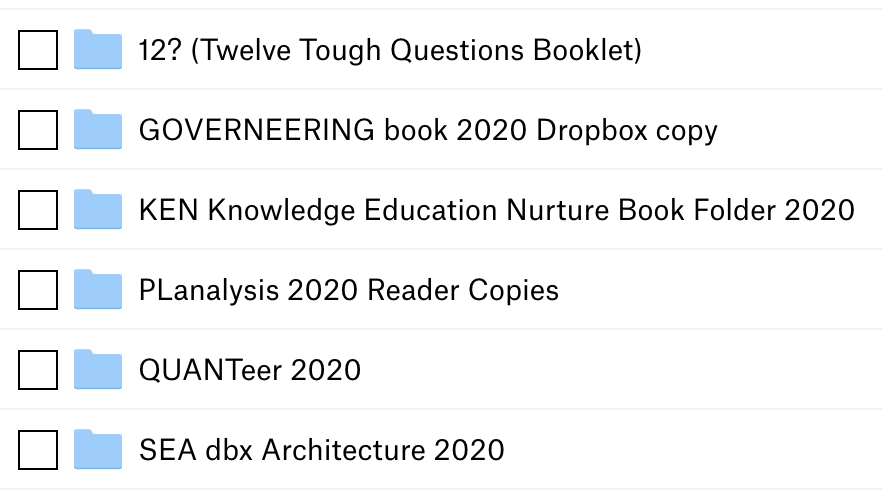 12? (Twelve Tough Questions Booklet)
GOVERNEERING book 2020 Dropbox copy
KEN Knowledge Education Nurture Book Folder 2020
PLanalysis 2020 Reader Copies
QUANTeer 2020
SEA dbx Architecture 2020